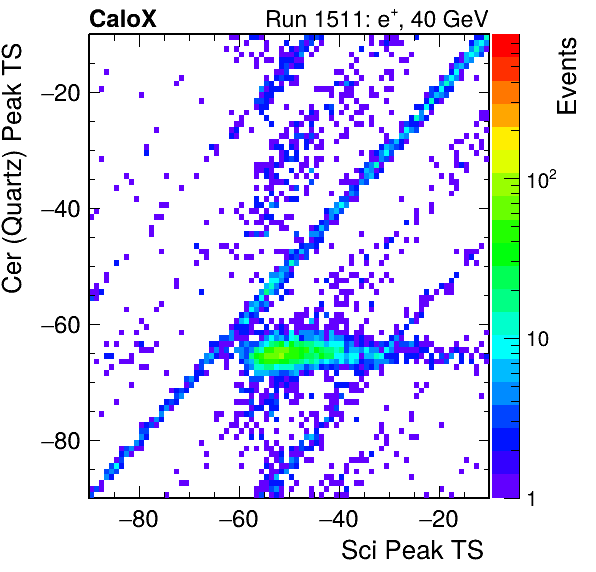 CaloX Run 1511: e⁺, 40 GeV
Cer (Quartz) Peak TS
−20
−40
−60
−80
−80 −60 −40 −20
Sci Peak TS
Events
10²
10
1